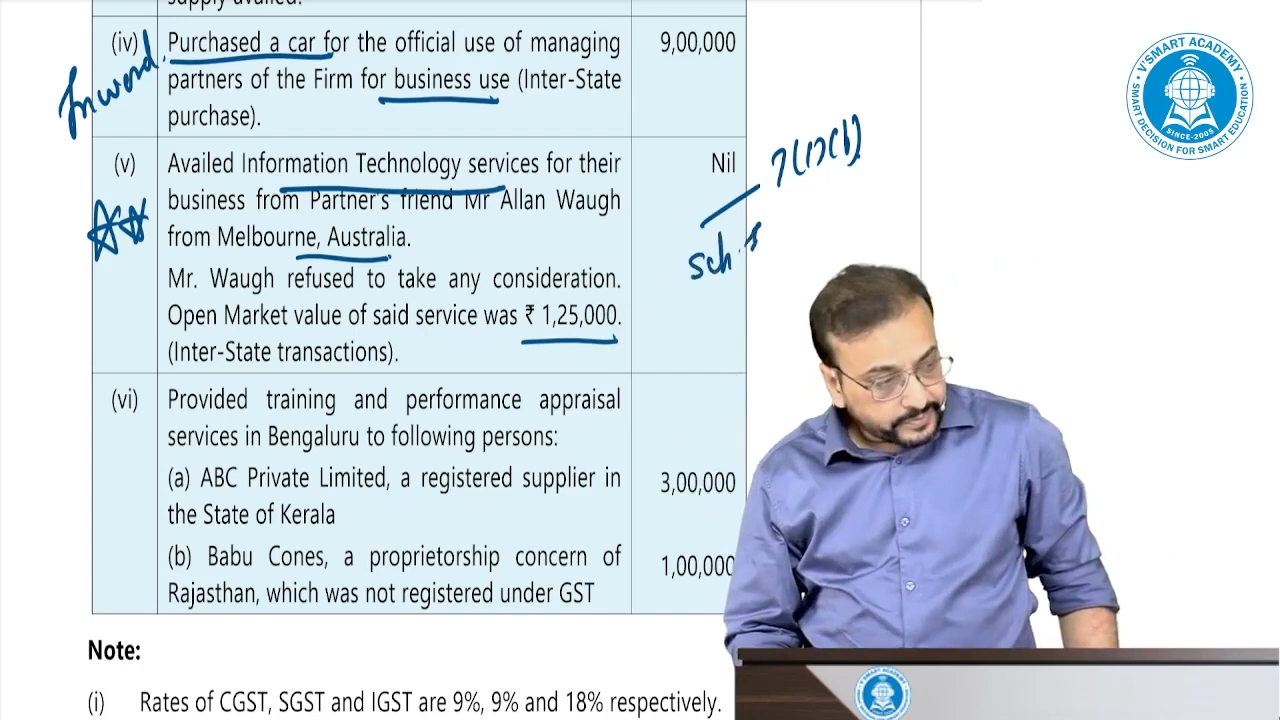 supply availed.
(iv) Purchased a car for the official use of managing 9,00,000
partners of the Firm for business use (Inter-State
purchase).
Inward.
(v) Availed Information Technology services for their Nil
business from Partner's friend Mr Allan Waugh
from Melbourne, Australia.
7(1)(b)
Mr. Waugh refused to take any consideration.
Open Market value of said service was ₹ 1,25,000.
(Inter-State transactions).
(vi) Provided training and performance appraisal
services in Bengaluru to following persons:
(a) ABC Private Limited, a registered supplier in 3,00,000
the State of Kerala
(b) Babu Cones, a proprietorship concern of 1,00,000
Rajasthan, which was not registered under GST
Note:
(i) Rates of CGST, SGST and IGST are 9%, 9% and 18% respectively.
V'SMART ACADEMY
SINCE-2005
SMART DECISION FOR SMART EDUCATION